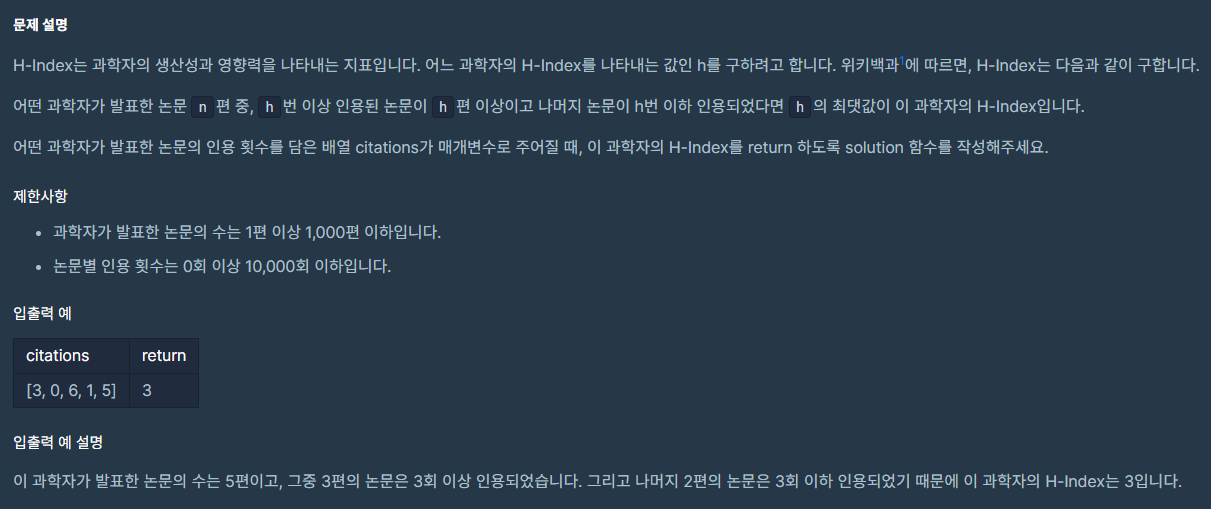 문제 설명
H-Index는 과학자의 생산성과 영향력을 나타내는 지표입니다. 어느 과학자의 H-Index를 나타내는 값인 h를 구하려고 합니다. 위키백과1에 따르면, H-Index는 다음과 같이 구합니다.
어떤 과학자가 발표한 논문 n 편 중, h 번 이상 인용된 논문이 h 편 이상이고 나머지 논문이 h번 이하 인용되었다면 h 의 최댓값이 이 과학자의 H-Index입니다.
어떤 과학자가 발표한 논문의 인용 횟수를 담은 배열 citations가 매개변수로 주어질 때, 이 과학자의 H-Index를 return 하도록 solution 함수를 작성해주세요.
제한사항
• 과학자가 발표한 논문의 수는 1편 이상 1,000편 이하입니다.
• 논문별 인용 횟수는 0회 이상 10,000회 이하입니다.
입출력 예
citations return
[3, 0, 6, 1, 5] 3
입출력 예 설명
이 과학자가 발표한 논문의 수는 5편이고, 그중 3편의 논문은 3회 이상 인용되었습니다. 그리고 나머지 2편의 논문은 3회 이하 인용되었기 때문에 이 과학자의 H-Index는 3입니다.